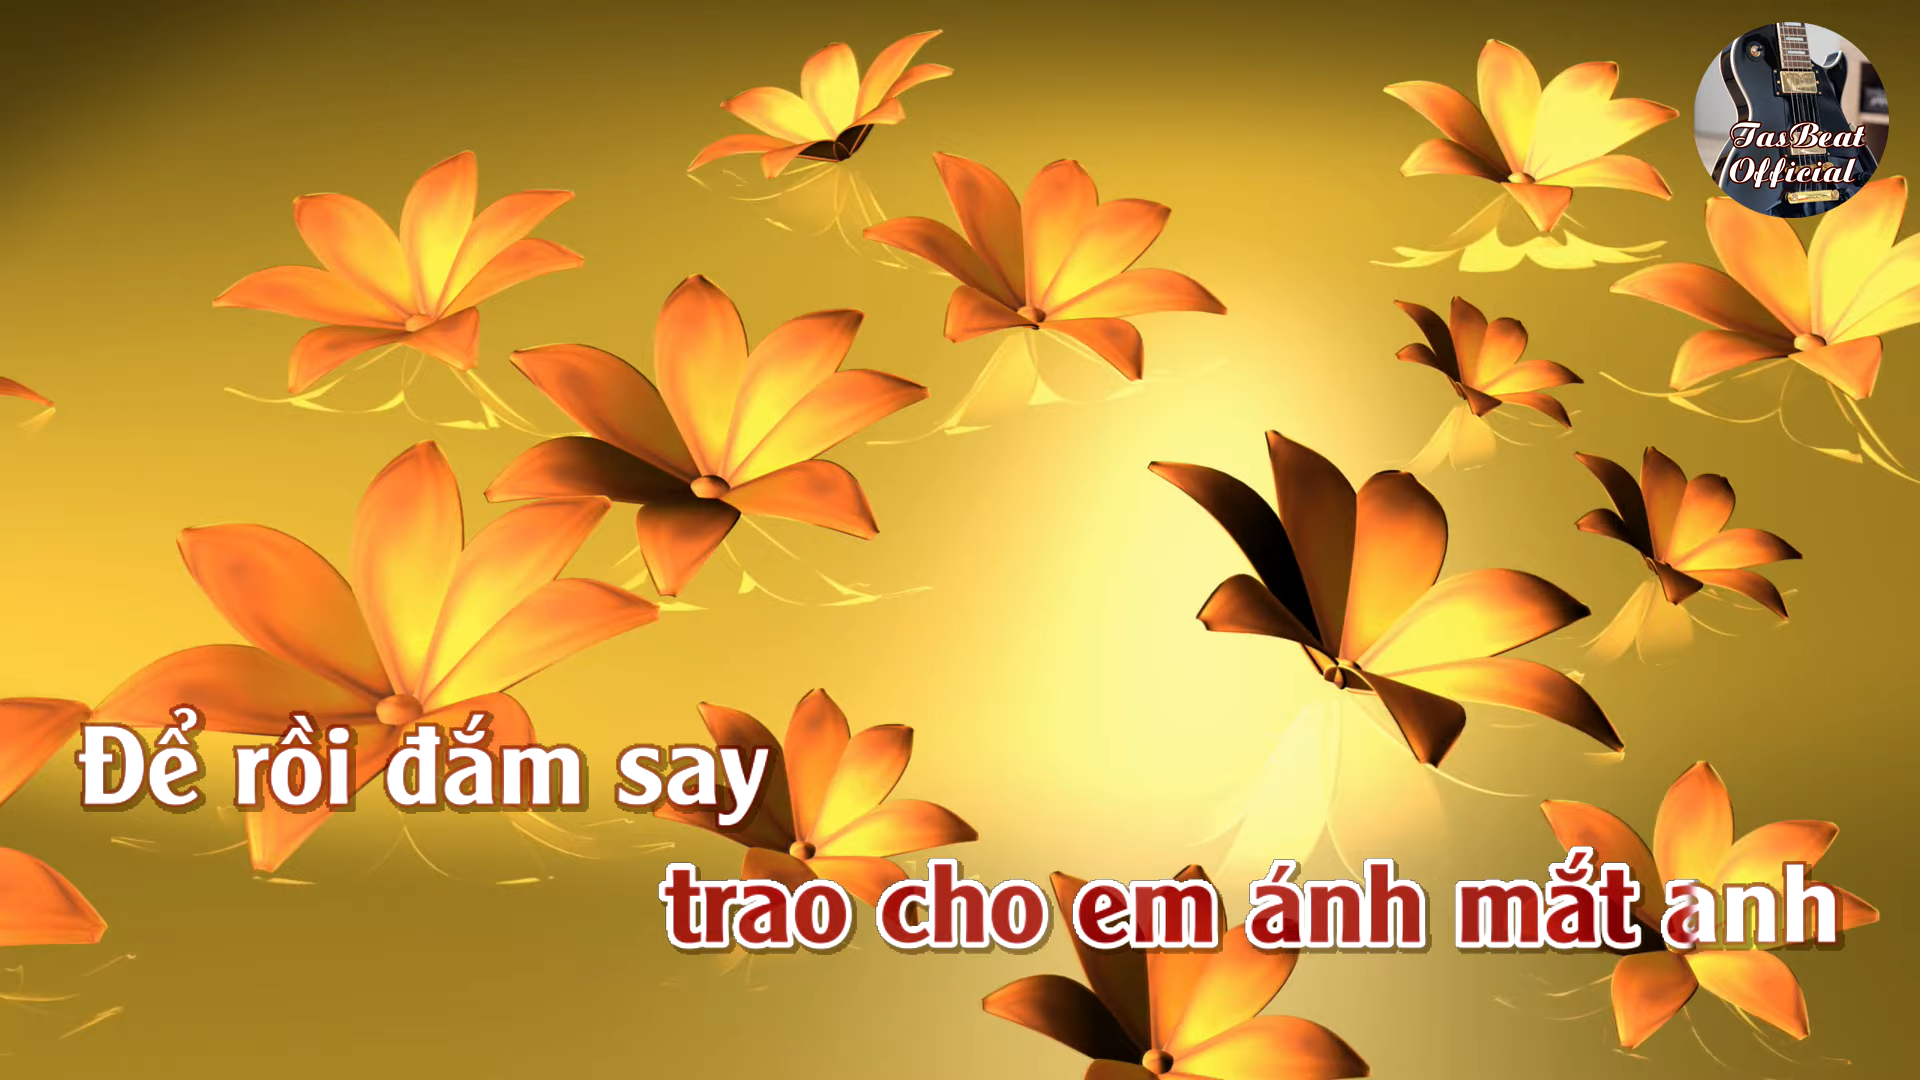 TasBeat
Official
Để rồi đắm say
trao cho em ánh mắt anh